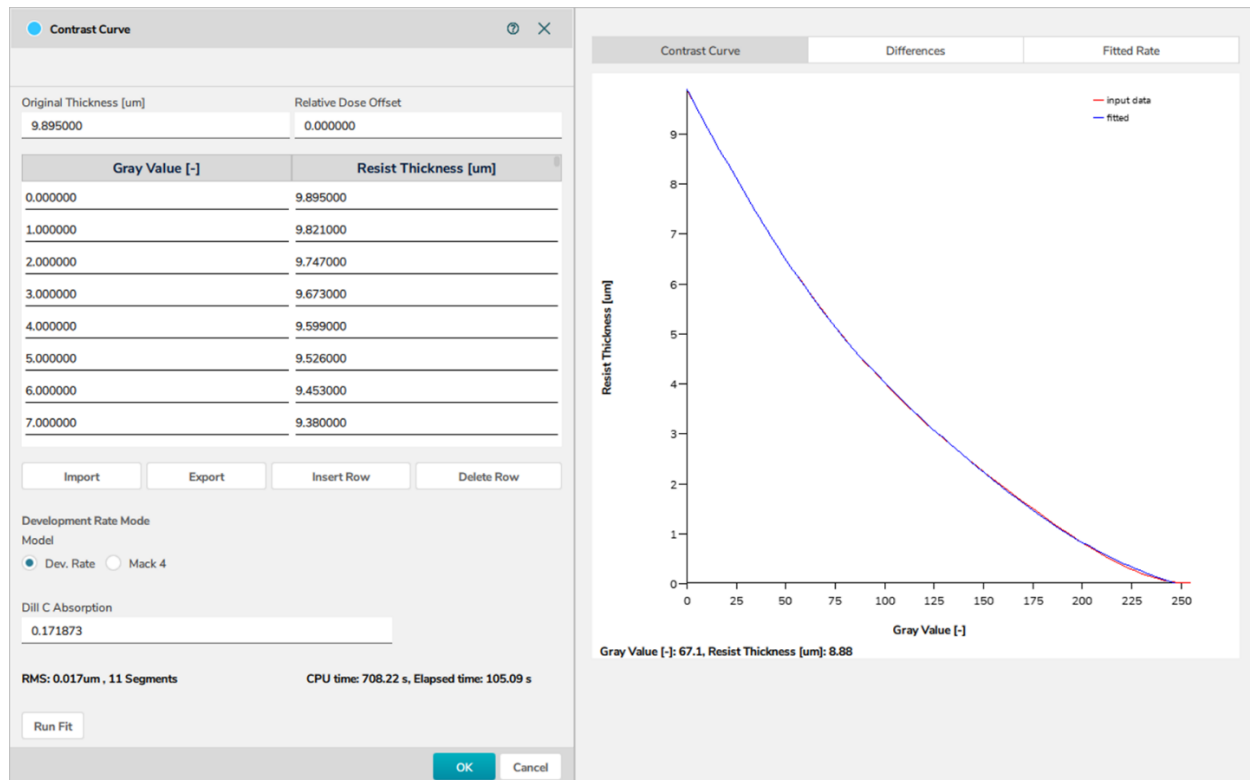 Contrast Curve
Original Thickness [um] Relative Dose Offset
9.895000 0.000000
Gray Value [-] Resist Thickness [um]
0.000000 9.895000
1.000000 9.821000
2.000000 9.747000
3.000000 9.673000
4.000000 9.599000
5.000000 9.526000
6.000000 9.453000
7.000000 9.380000
Import Export Insert Row Delete Row
Development Rate Mode
Model
Dev. Rate Mack 4
Dill C Absorption
0.171873
RMS: 0.017um , 11 Segments CPU time: 708.22 s, Elapsed time: 105.09 s
Run Fit
OK Cancel
Contrast Curve Differences Fitted Rate
input data
fitted
9
8
7
6
5
4
3
2
1
0
Resist Thickness [um]
0 25 50 75 100 125 150 175 200 225 250
Gray Value [-]
Gray Value [-]: 67.1, Resist Thickness [um]: 8.88